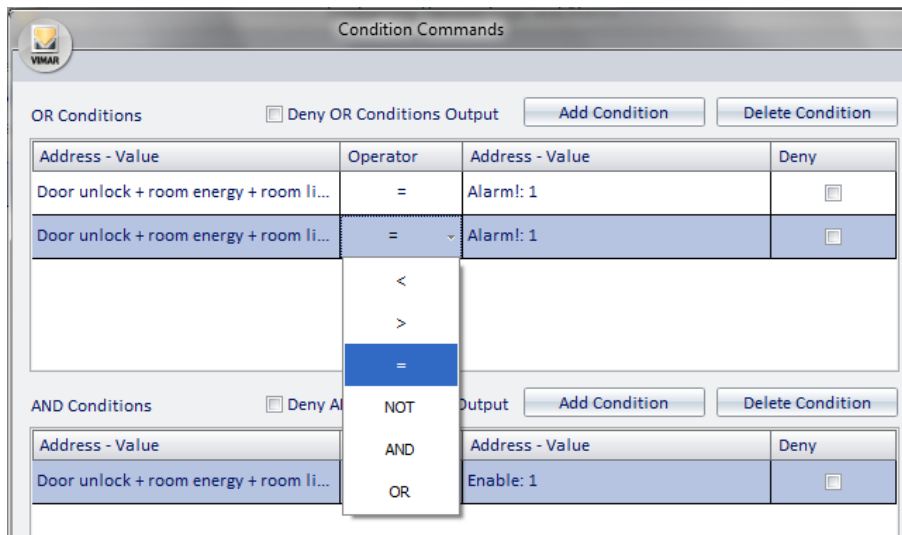 Condition Commands
VIMAR
OR Conditions Deny OR Conditions Output Add Condition Delete Condition
Address - Value Operator Address - Value Deny
Door unlock + room energy + room li... = Alarm!: 1
Door unlock + room energy + room li... = Alarm!: 1
<
>
=
AND Conditions Deny A Output Add Condition Delete Condition
NOT
Address - Value Address - Value Deny
AND
Door unlock + room energy + room li... Enable: 1
OR